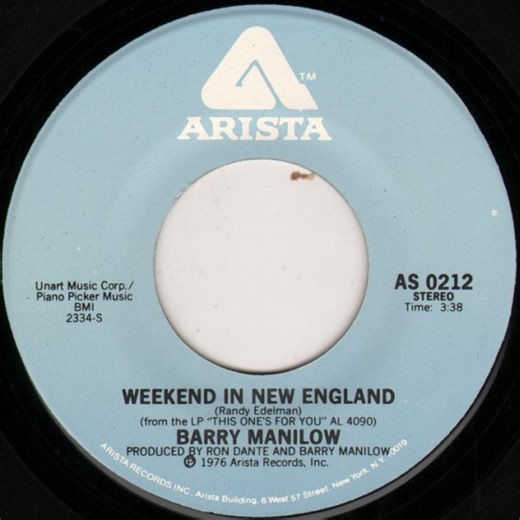 TM
ARISTA
Unart Music Corp./
Piano Picker Music
BMI
2334-S
AS 0212
STEREO
Time: 3:38
WEEKEND IN NEW ENGLAND
(Randy Edelman)
(from the LP "THIS ONE'S FOR YOU" AL 4090)
BARRY MANILOW
PRODUCED BY RON DANTE AND BARRY MANILOW
℗ 1976 Arista Records, Inc.
ARISTA RECORDS INC. Arista Building, 6 West 57 Street, New York, N.Y. 10019